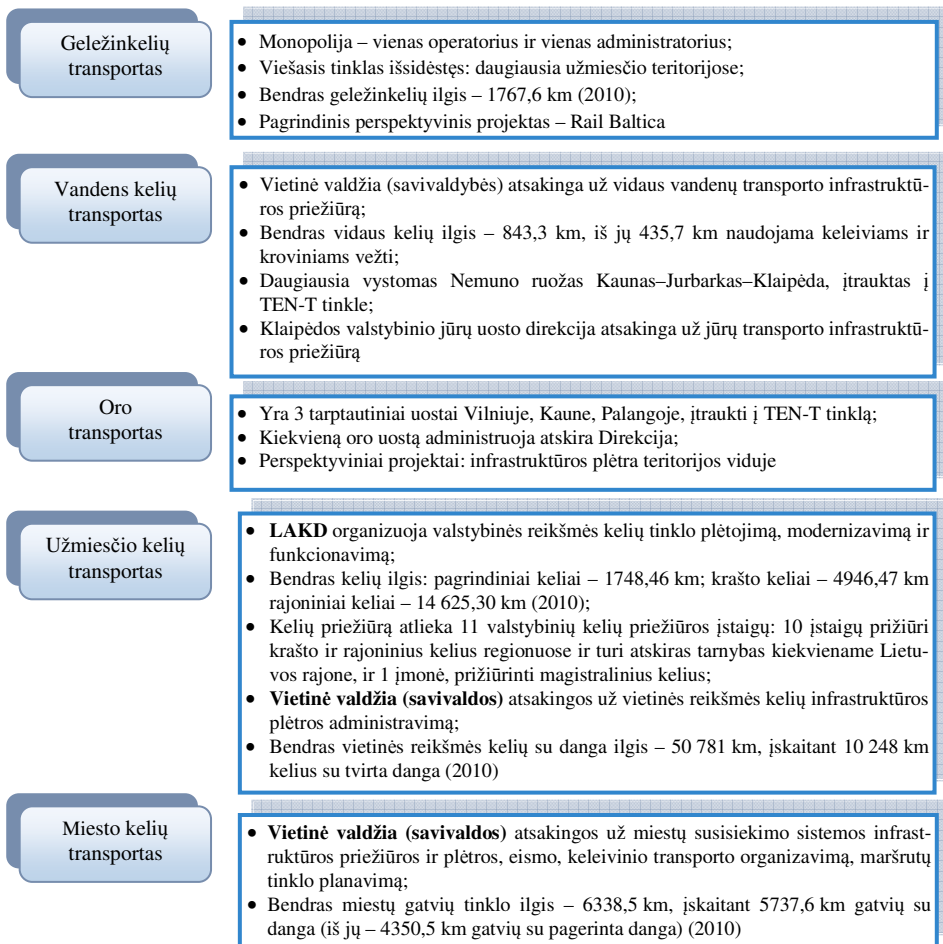 Geležinkelių
transportas
• Monopolija – vienas operatorius ir vienas administratorius;
• Viešasis tinklas išsidėstęs: daugiausia užmiesčio teritorijose;
• Bendras geležinkelių ilgis – 1767,6 km (2010);
• Pagrindinis perspektyvinis projektas – Rail Baltica
Vandens kelių
transportas
• Vietinė valdžia (savivaldybės) atsakinga už vidaus vandenų transporto infrastruktū-
ros priežiūrą;
• Bendras vidaus kelių ilgis – 843,3 km, iš jų 435,7 km naudojama keleiviams ir
kroviniams vežti;
• Daugiausia vystomas Nemuno ruožas Kaunas–Jurbarkas–Klaipėda, įtrauktas į
TEN-T tinkle;
• Klaipėdos valstybinio jūrų uosto direkcija atsakinga už jūrų transporto infrastruktū-
ros priežiūrą
Oro
transportas
• Yra 3 tarptautiniai uostai Vilniuje, Kaune, Palangoje, įtraukti į TEN-T tinklą;
• Kiekvieną oro uostą administruoja atskira Direkcija;
• Perspektyviniai projektai: infrastruktūros plėtra teritorijos viduje
Užmiesčio kelių
transportas
• LAKD organizuoja valstybinės reikšmės kelių tinklo plėtojimą, modernizavimą ir
funkcionavimą;
• Bendras kelių ilgis: pagrindiniai keliai – 1748,46 km; krašto keliai – 4946,47 km
rajoniniai keliai – 14 625,30 km (2010);
• Kelių priežiūrą atlieka 11 valstybinių kelių priežiūros įstaigų: 10 įstaigų prižiūri
krašto ir rajoninius kelius regionuose ir turi atskiras tarnybas kiekviename Lietu-
vos rajone, ir 1 įmonė, prižiūrinti magistralinius kelius;
• Vietinė valdžia (savivaldos) atsakingos už vietinės reikšmės kelių infrastruktūros
plėtros administravimą;
• Bendras vietinės reikšmės kelių su danga ilgis – 50 781 km, įskaitant 10 248 km
kelius su tvirta danga (2010)
Miesto kelių
transportas
• Vietinė valdžia (savivaldos) atsakingos už miestų susisiekimo sistemos infrast-
ruktūros priežiūros ir plėtros, eismo, keleivinio transporto organizavimą, maršrutų
tinklo planavimą;
• Bendras miestų gatvių tinklo ilgis – 6338,5 km, įskaitant 5737,6 km gatvių su
danga (iš jų – 4350,5 km gatvių su pagerinta danga) (2010)